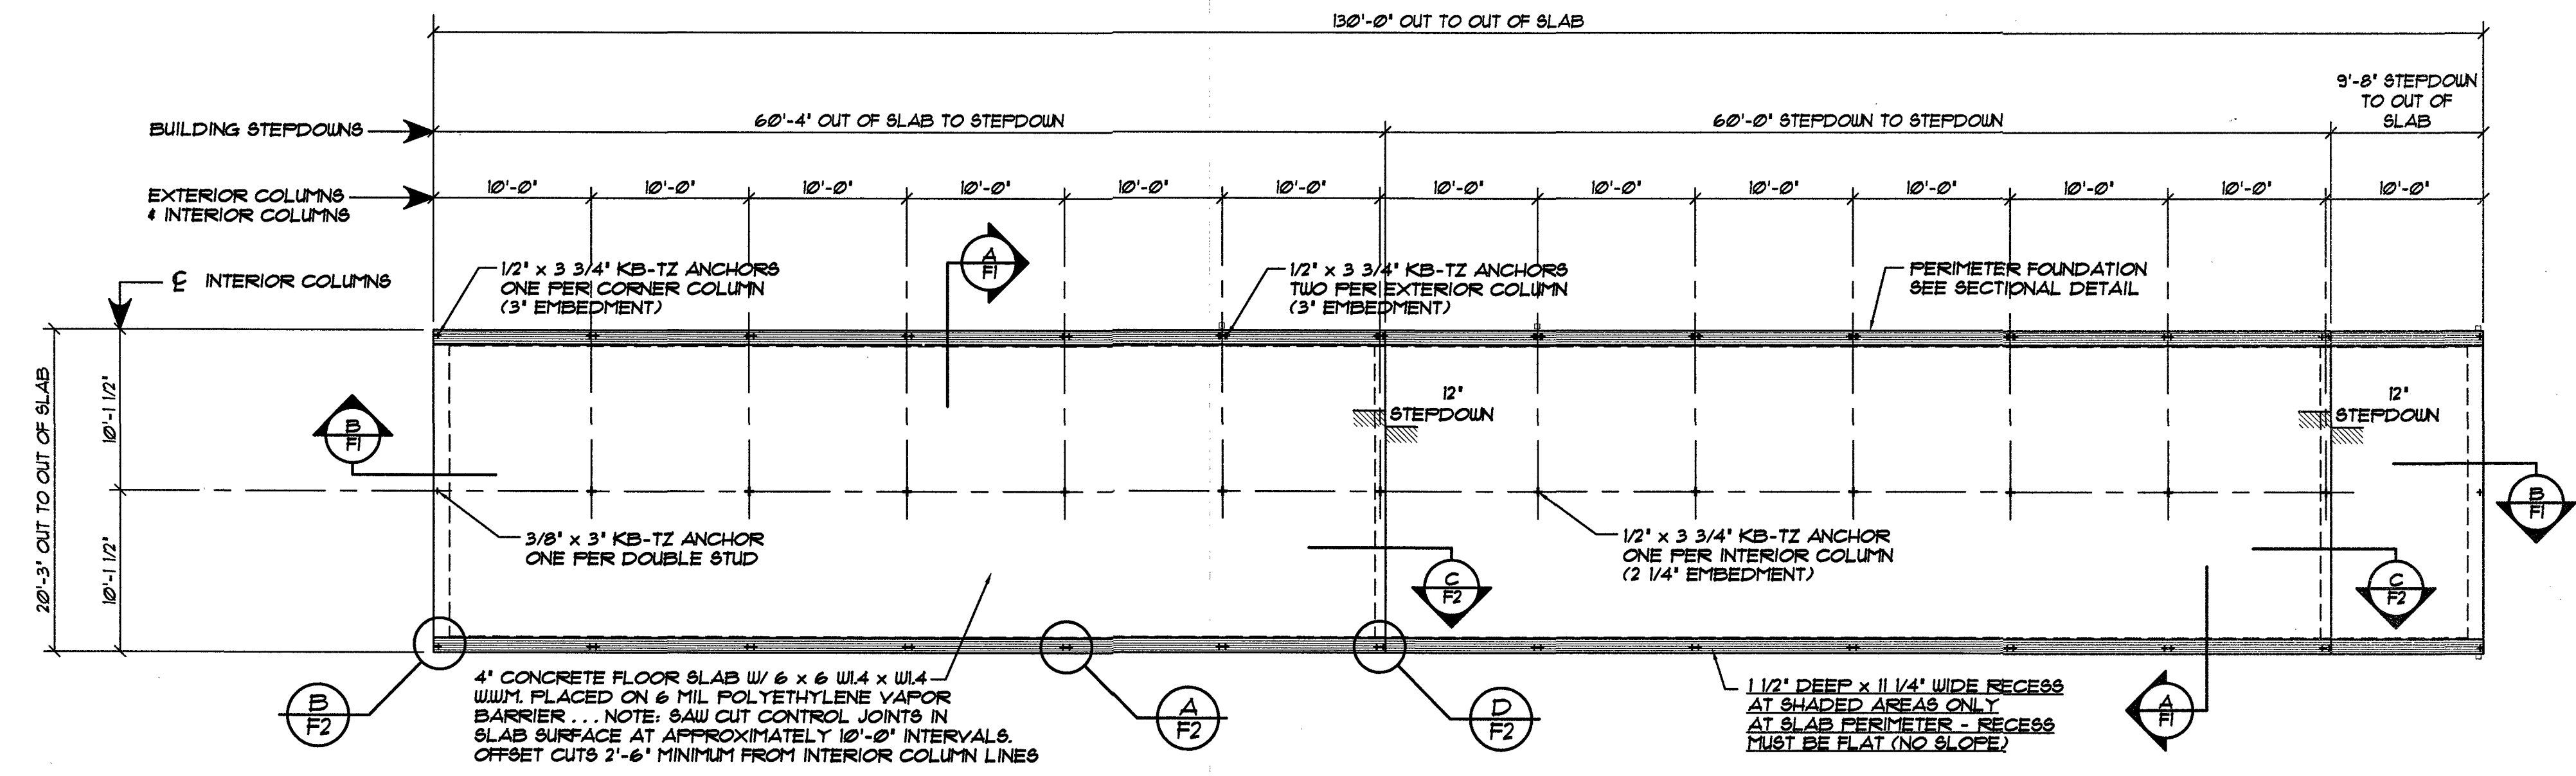 130'-0" OUT TO OUT OF SLAB
9'-8" STEPDOWN
TO OUT OF
SLAB
BUILDING STEPDOWNS
60'-4" OUT OF SLAB TO STEPDOWN
60'-0" STEPDOWN TO STEPDOWN
EXTERIOR COLUMNS
& INTERIOR COLUMNS
10'-0"
10'-0"
10'-0"
10'-0"
10'-0"
10'-0"
10'-0"
10'-0"
10'-0"
10'-0"
10'-0"
10'-0"
10'-0"
℄ INTERIOR COLUMNS
1/2" x 3 3/4" KB-TZ ANCHORS
ONE PER CORNER COLUMN
(3" EMBEDMENT)
A
F1
1/2" x 3 3/4" KB-TZ ANCHORS
TWO PER EXTERIOR COLUMN
(3" EMBEDMENT)
PERIMETER FOUNDATION
SEE SECTIONAL DETAIL
20'-3" OUT TO OUT OF SLAB
10'-1 1/2"
10'-1 1/2"
B
F1
12"
STEPDOWN
12"
STEPDOWN
B
F1
3/8" x 3" KB-TZ ANCHOR
ONE PER DOUBLE STUD
1/2" x 3 3/4" KB-TZ ANCHOR
ONE PER INTERIOR COLUMN
(2 1/4" EMBEDMENT)
C
F2
C
F2
4" CONCRETE FLOOR SLAB W/ 6 x 6 W1.4 x W1.4
W.W.M. PLACED ON 6 MIL POLYETHYLENE VAPOR
BARRIER ... NOTE: SAW CUT CONTROL JOINTS IN
SLAB SURFACE AT APPROXIMATELY 10'-0" INTERVALS.
OFFSET CUTS 2'-6" MINIMUM FROM INTERIOR COLUMN LINES
B
F2
A
F2
D
F2
1 1/2" DEEP x 11 1/4" WIDE RECESS
AT SHADED AREAS ONLY
AT SLAB PERIMETER - RECESS
MUST BE FLAT (NO SLOPE)
A
F1